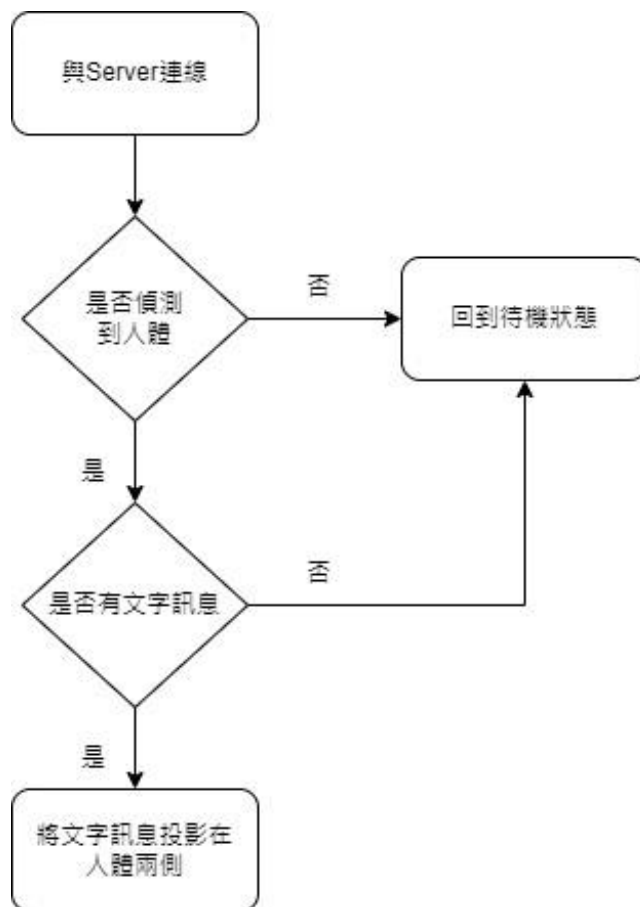 與Server連線
是否偵測
到人體
否
回到待機狀態
是
是否有文字訊息
否
是
將文字訊息投影在
人體兩側